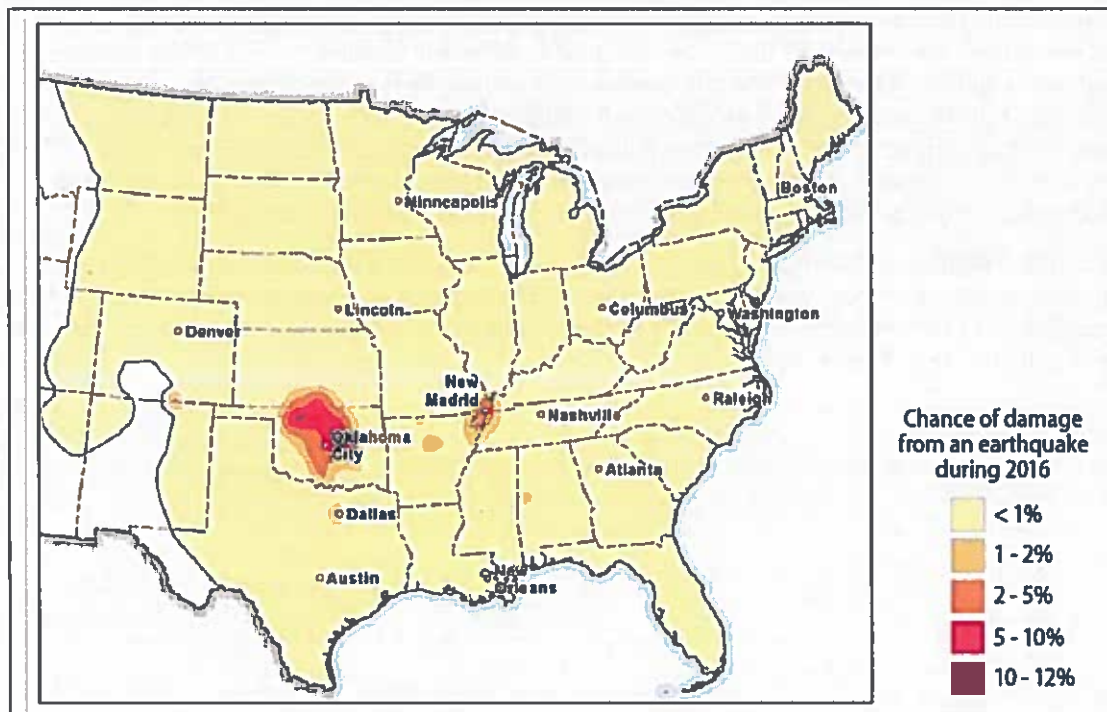 Minneapolis
Boston
Lincoln
Columbus
Washington
Denver
New
Madrid
Nashville
Raleigh
Oklahoma
City
Atlanta
Dallas
Austin
New
Orleans
Chance of damage
from an earthquake
during 2016
< 1%
1 - 2%
2 - 5%
5 - 10%
10 - 12%